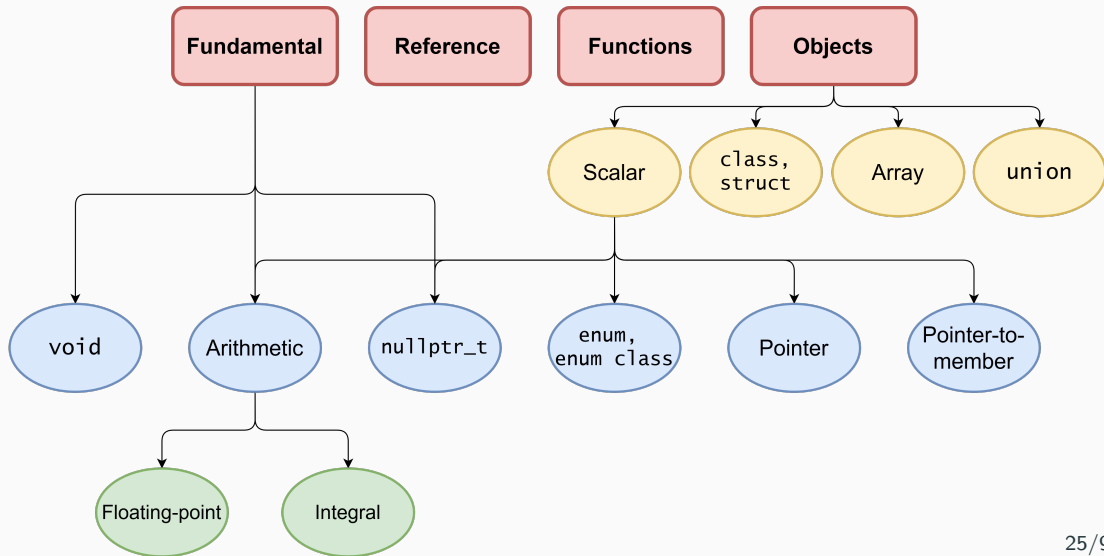 Fundamental
Reference
Functions
Objects
Scalar
class,
struct
Array
union
void
Arithmetic
nullptr_t
enum,
enum class
Pointer
Pointer-to-
member
Floating-point
Integral
25/9